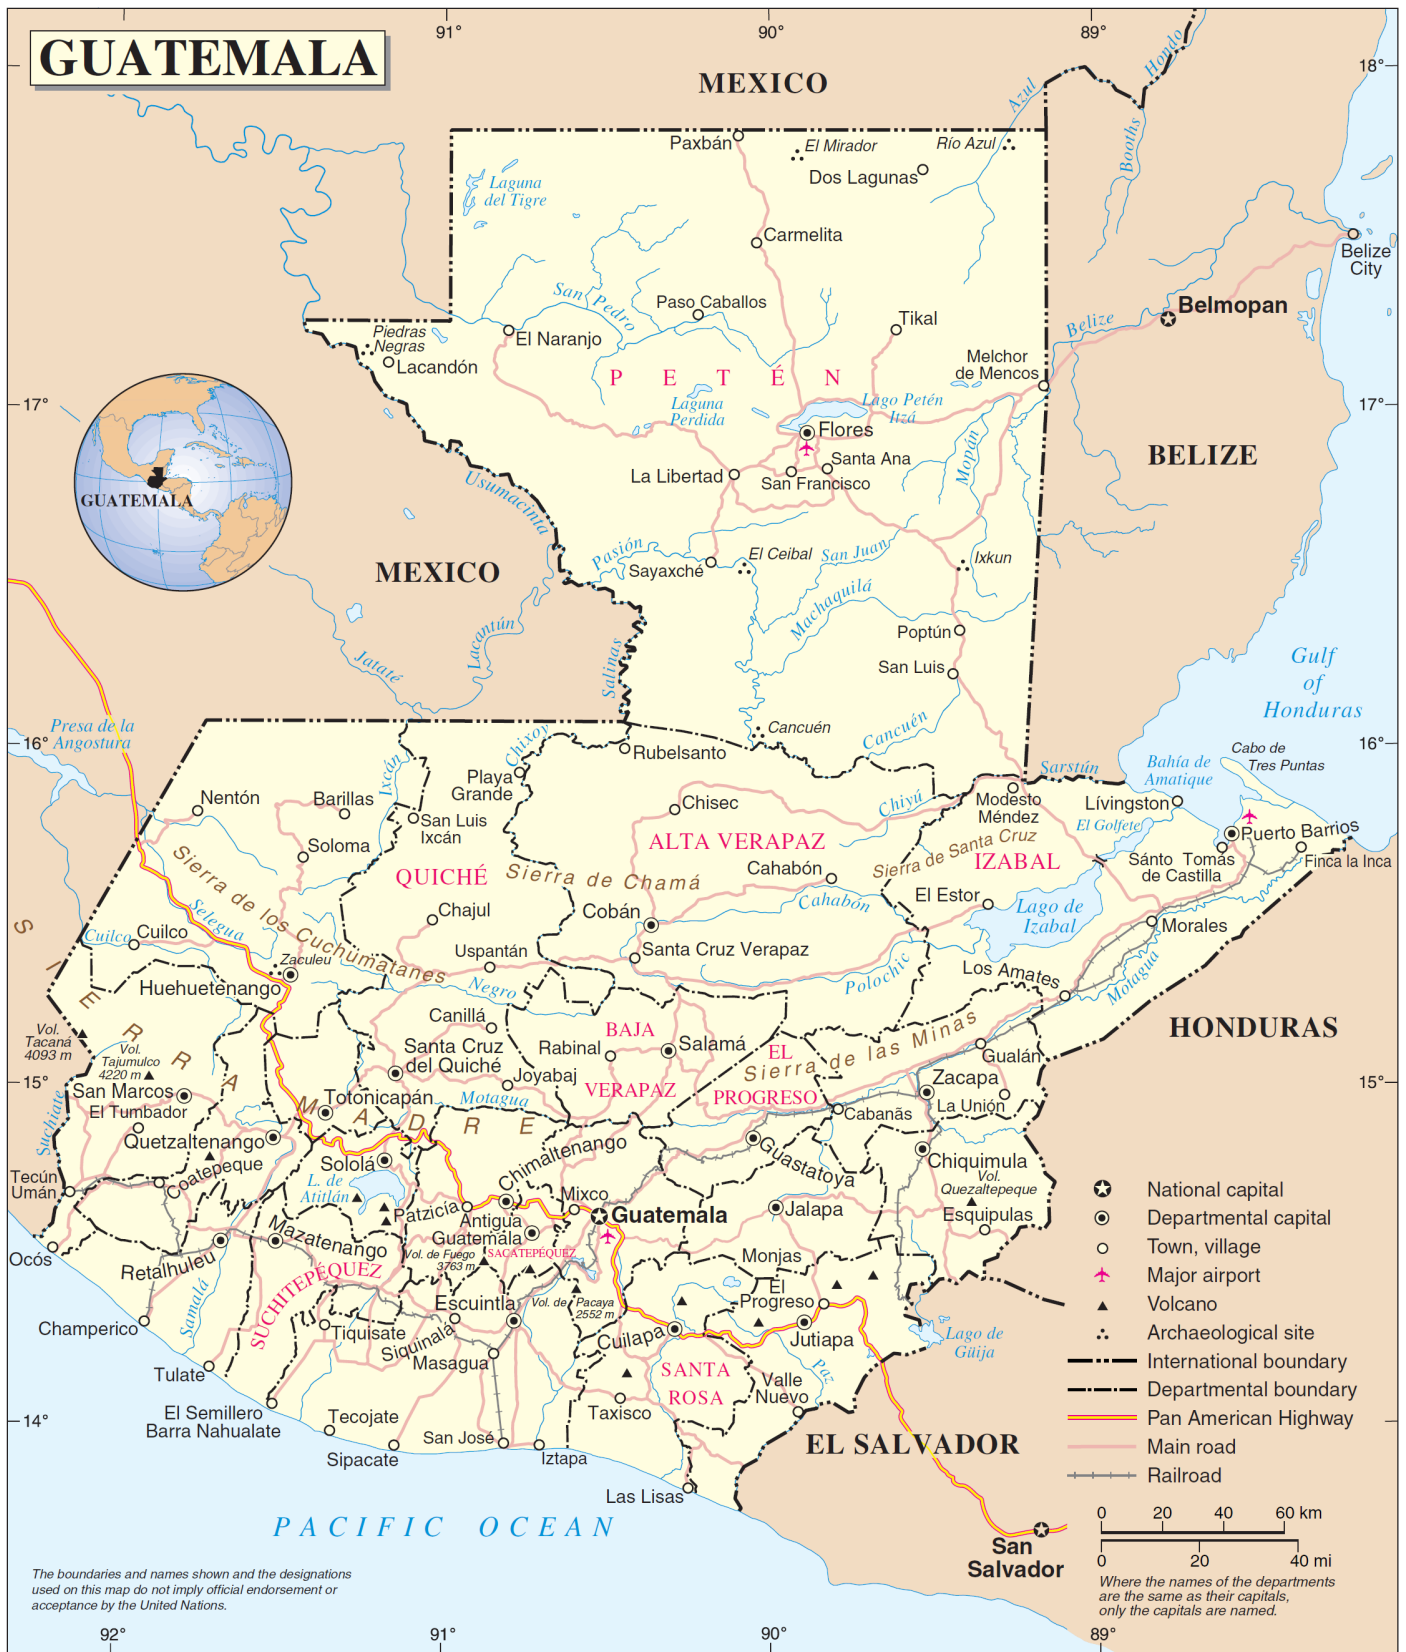 GUATEMALA
91°
90°
89°
18°
MEXICO
Hondo
Azul
Booths
Paxbán
El Mirador
Río Azul
Dos Lagunas
Laguna
del Tigre
Carmelita
Belize
City
San Pedro
Paso Caballos
Belmopan
Tikal
Belize
Piedras
Negras
El Naranjo
Lacandón
Melchor
de Mencos
PETÉN
17°
17°
Laguna
Perdida
Lago Petén
Itzá
Flores
Mopán
BELIZE
Santa Ana
La Libertad
San Francisco
GUATEMALA
Usumacinta
Pasión
El Ceibal
San Juan
Ixkun
MEXICO
Sayaxché
Machaquilá
Lacantún
Poptún
Jataté
Salinas
San Luis
Gulf
of
Honduras
Presa de la
Angostura
Cancuén
Cancuén
16°
16°
Chixoy
Rubelsanto
Cabo de
Tres Puntas
Bahía de
Amatique
Sarstún
Ixcán
Playa
Grande
Nentón
Barillas
Chisec
Chiyú
Modesto
Méndez
Lívingston
San Luis
Ixcán
El Golfete
Puerto Barrios
Soloma
ALTA VERAPAZ
Sierra de Santa Cruz
IZABAL
Sánto Tomás
de Castilla
Finca la Inca
Sierra de los Cuchumatanes
QUICHÉ
Sierra de Chamá
Cahabón
El Estor
Cahabón
Lago de
Izabal
Selegua
Chajul
Cobán
Morales
Cuilco
Cuilco
Uspantán
Santa Cruz Verapaz
Zaculeu
Polochic
Los Amates
Motagua
Huehuetenango
Negro
SIERRA MADRE
Canillá
BAJA
VERAPAZ
HONDURAS
Vol.
Tacaná
4093 m
Vol.
Tajumulco
4220 m
Santa Cruz
del Quiché
Rabinal
Salamá
EL
PROGRESO
Sierra de las Minas
Gualán
15°
15°
San Marcos
Joyabaj
Zacapa
La Unión
El Tumbador
Totonicapán
Motagua
Cabanãs
Suchiate
Quetzaltenango
Chimaltenango
Guastatoya
Chiquimula
Tecún
Umán
Coatepeque
Sololá
L. de
Atitlán
Vol.
Quezaltepeque
Esquipulas
Patzicia
Mixco
Guatemala
Jalapa
Antigua
Guatemala
Ocós
Mazatenango
Retalhuleu
Vol. de Fuego
3763 m
SACATEPÉQUEZ
Monjas
SUCHITEPÉQUEZ
Samalá
Escuintla
Vol. de Pacaya
2552 m
El
Progreso
Champerico
Tiquisate
Siquinalá
Cuilapa
Jutiapa
Lago de
Güija
Masagua
Tulate
SANTA
ROSA
Paz
Valle
Nuevo
El Semillero
Barra Nahualate
Taxisco
14°
Tecojate
San José
Sipacate
Iztapa
EL SALVADOR
Las Lisas
PACIFIC OCEAN
San
Salvador
National capital
Departmental capital
Town, village
Major airport
Volcano
Archaeological site
International boundary
Departmental boundary
Pan American Highway
Main road
Railroad
0 20 40 60 km
0 20 40 mi
Where the names of the departments
are the same as their capitals,
only the capitals are named.
The boundaries and names shown and the designations
used on this map do not imply official endorsement or
acceptance by the United Nations.
92°
91°
90°
89°